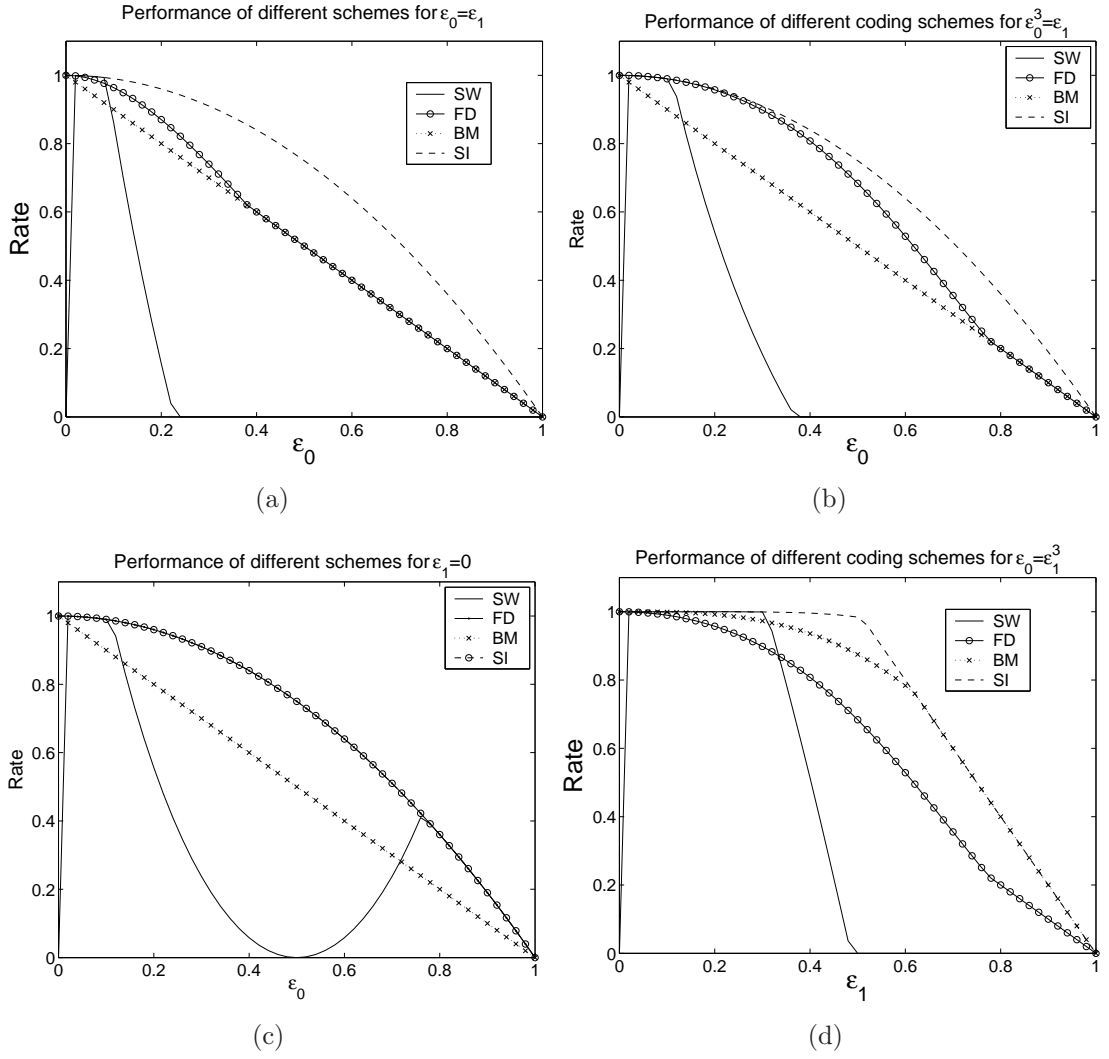 Performance of different schemes for ε₀=ε₁
Rate
1
0.8
0.6
0.4
0.2
0
0 0.2 0.4 0.6 0.8 1
ε₀
SW
FD
BM
SI
(a)
Performance of different coding schemes for ε₀³=ε₁
Rate
1
0.8
0.6
0.4
0.2
0
0 0.2 0.4 0.6 0.8 1
ε₀
SW
FD
BM
SI
(b)
Performance of different schemes for ε₁=0
Rate
1
0.8
0.6
0.4
0.2
0
0 0.2 0.4 0.6 0.8 1
ε₀
SW
FD
BM
SI
(c)
Performance of different coding schemes for ε₀=ε₁³
Rate
1
0.8
0.6
0.4
0.2
0
0 0.2 0.4 0.6 0.8 1
ε₁
SW
FD
BM
SI
(d)